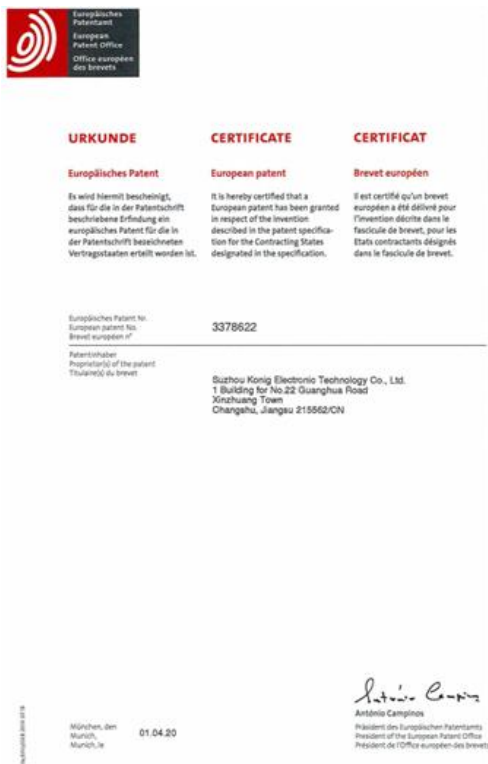 Europäisches
Patentamt
European
Patent Office
Office européen
des brevets
URKUNDE
Europäisches Patent
Es wird hiermit bescheinigt,
dass für die in der Patentschrift
beschriebene Erfindung ein
europäisches Patent für die in
der Patentschrift bezeichneten
Vertragsstaaten erteilt worden ist.
CERTIFICATE
European patent
It is hereby certified that a
European patent has been granted
in respect of the invention
described in the patent specifica-
tion for the Contracting States
designated in the specification.
CERTIFICAT
Brevet européen
Il est certifié qu'un brevet
européen a été délivré pour
l'invention décrite dans le
fascicule de brevet, pour les
Etats contractants désignés
dans le fascicule de brevet.
Europäisches Patent Nr.
European patent No.
Brevet européen n°
3378622
Patentinhaber
Proprietor(s) of the patent
Titulaire(s) du brevet
Suzhou Konig Electronic Technology Co., Ltd.
1 Building for No.22 Guanghua Road
Xinzhuang Town
Changshu, Jiangsu 215562/CN
António Campinos
António Campinos
Präsident des Europäischen Patentamts
President of the European Patent Office
Président de l'Office européen des brevets
München, den
Munich,
Munich, le
01.04.20